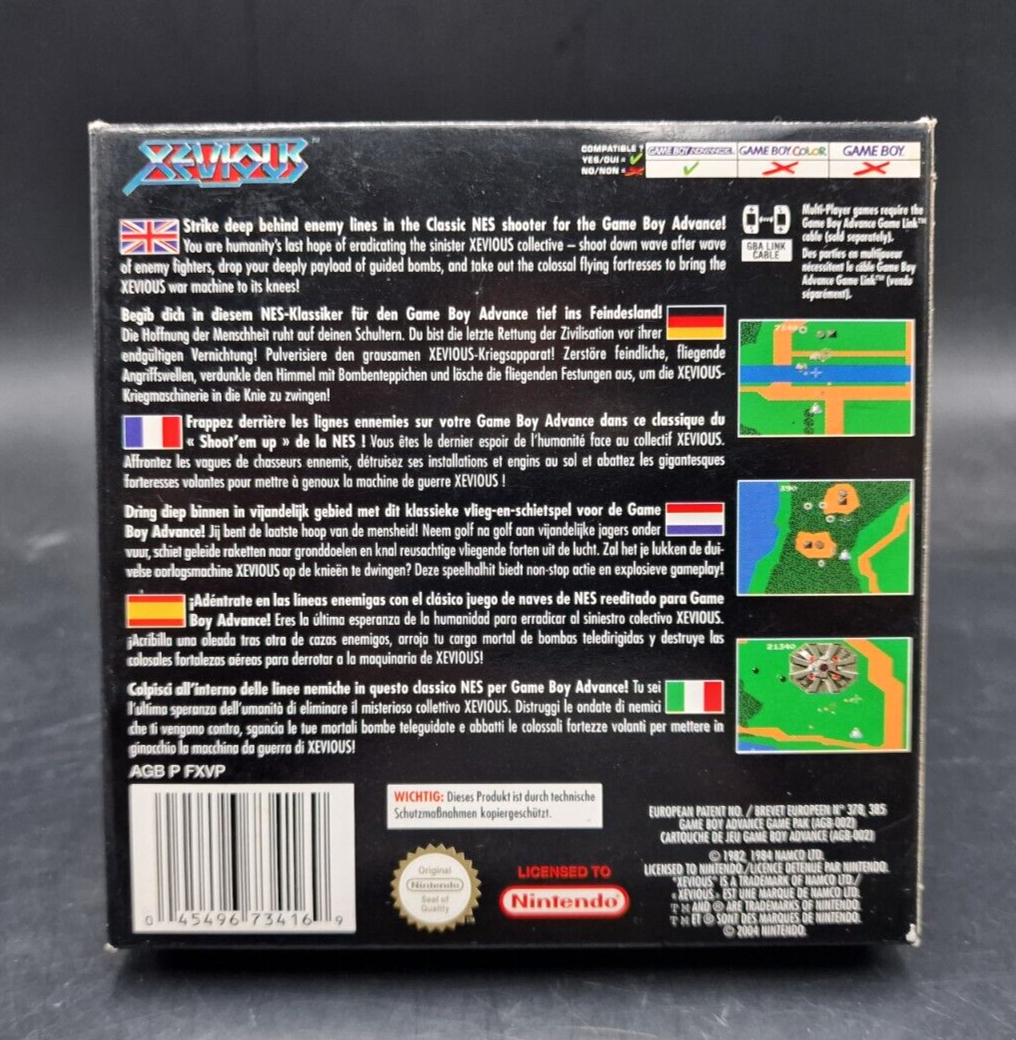 XEVIOUS™
COMPATIBLE ?
YES/OUI =
NO/NON =
GAME BOY ADVANCE
GAME BOY COLOR
GAME BOY
Strike deep behind enemy lines in the Classic NES shooter for the Game Boy Advance!
You are humanity's last hope of eradicating the sinister XEVIOUS collective – shoot down wave after wave
of enemy fighters, drop your deeply payload of guided bombs, and take out the colossal flying fortresses to bring the
XEVIOUS war machine to its knees!
GBA LINK
CABLE
Multi-Player games require the
Game Boy Advance Game Link™
cable (sold separately).
Des parties en multijoueur
nécessitent le câble Game Boy
Advance Game Link™ (vendu
séparément).
Begib dich in diesem NES-Klassiker für den Game Boy Advance tief ins Feindesland!
Die Hoffnung der Menschheit ruht auf deinen Schultern. Du bist die letzte Rettung der Zivilisation vor ihrer
endgültigen Vernichtung! Pulverisiere den grausamen XEVIOUS-Kriegsapparat! Zerstöre feindliche, fliegende
Angriffswellen, verdunkle den Himmel mit Bombenteppichen und lösche die fliegenden Festungen aus, um die XEVIOUS-
Kriegmaschinerie in die Knie zu zwingen!
Frappez derrière les lignes ennemies sur votre Game Boy Advance dans ce classique du
« Shoot'em up » de la NES ! Vous êtes le dernier espoir de l'humanité face au collectif XEVIOUS.
Affrontez les vagues de chasseurs ennemis, détruisez ses installations et engins au sol et abattez les gigantesques
forteresses volantes pour mettre à genoux la machine de guerre XEVIOUS !
Dring diep binnen in vijandelijk gebied met dit klassieke vlieg-en-schietspel voor de Game
Boy Advance! Jij bent de laatste hoop van de mensheid! Neem golf na golf aan vijandelijke jagers onder
vuur, schiet geleide raketten naar gronddoelen en knal reusachtige vliegende forten uit de lucht. Zal het je lukken de dui-
velse oorlogsmachine XEVIOUS op de knieën te dwingen? Deze speelhalhit biedt non-stop actie en explosieve gameplay!
390
¡Adéntrate en las líneas enemigas con el clásico juego de naves de NES reeditado para Game
Boy Advance! Eres la última esperanza de la humanidad para erradicar al siniestro colectivo XEVIOUS.
¡Acribilla una oleada tras otra de cazas enemigos, arroja tu carga mortal de bombas teledirigidas y destruye las
colosales fortalezas aéreas para derrotar a la maquinaria de XEVIOUS!
21340
Colpisci all'interno delle linee nemiche in questo classico NES per Game Boy Advance! Tu sei
l'ultima speranza dell'umanità di eliminare il misterioso collettivo XEVIOUS. Distruggi le ondate di nemici
che ti vengono contro, sgancia le tue mortali bombe teleguidate e abbatti le colossali fortezze volanti per mettere in
ginocchio la macchina da guerra di XEVIOUS!
AGB P FXVP
0 45496 73416 9
WICHTIG: Dieses Produkt ist durch technische
Schutzmaßnahmen kopiergeschützt.
Original
Nintendo
Seal of
Quality
LICENSED TO
Nintendo®
EUROPEAN PATENT NO. / BREVET EUROPEEN N° 378, 385
GAME BOY ADVANCE GAME PAK (AGB-002)
CARTOUCHE DE JEU GAME BOY ADVANCE (AGB-002)
© 1982, 1984 NAMCO LTD.
LICENSED TO NINTENDO./LICENCE DETENUE PAR NINTENDO.
"XEVIOUS" IS A TRADEMARK OF NAMCO LTD./
« XEVIOUS » EST UNE MARQUE DE NAMCO LTD.
TM AND ® ARE TRADEMARKS OF NINTENDO.
TM ET ® SONT DES MARQUES DE NINTENDO.
© 2004 NINTENDO.